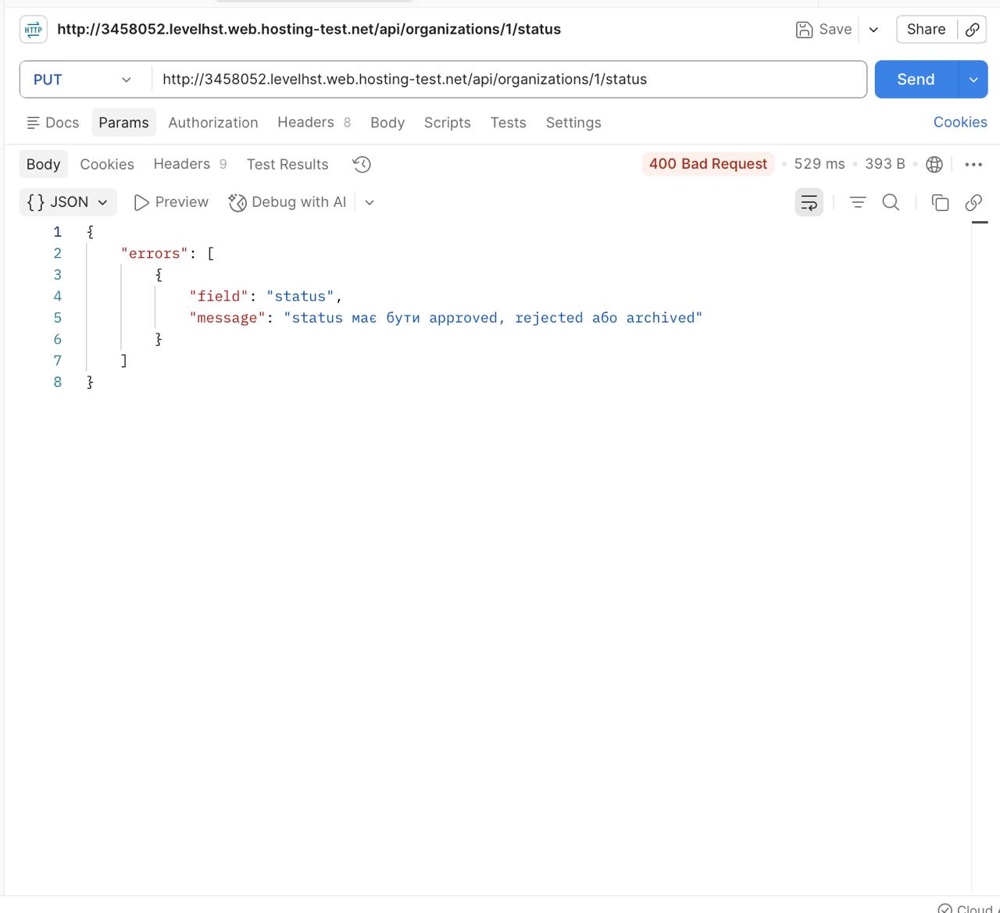 HTTP http://3458052.levelhst.web.hosting-test.net/api/organizations/1/status Save Share
PUT http://3458052.levelhst.web.hosting-test.net/api/organizations/1/status Send
Docs Params Authorization Headers 8 Body Scripts Tests Settings Cookies
Body Cookies Headers 9 Test Results 400 Bad Request • 529 ms • 393 B •
{ } JSON Preview Debug with AI
1 {
2 "errors": [
3 {
4 "field": "status",
5 "message": "status має бути approved, rejected або archived"
6 }
7 ]
8 }
Cloud